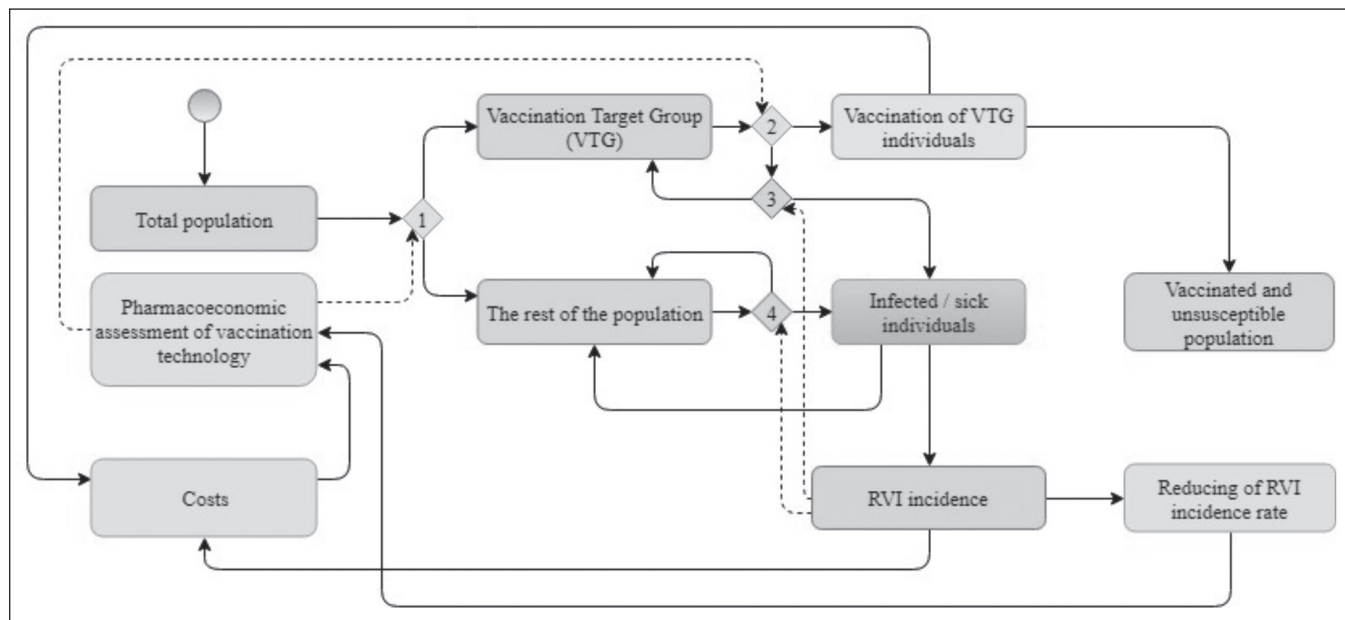 Vaccination Target Group
(VTG)
2
Vaccination of VTG
individuals
3
Total population
1
Pharmacoeconomic
assessment of vaccination
technology
The rest of the population
4
Infected / sick
individuals
Vaccinated and
unsusceptible
population
Costs
RVI incidence
Reducing of RVI
incidence rate